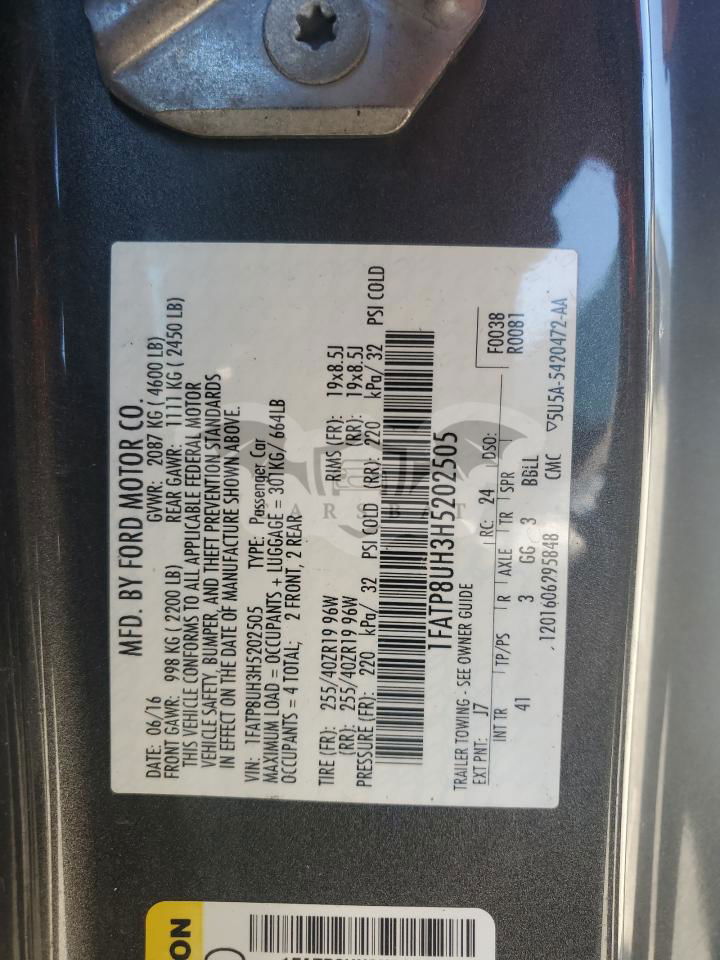 MFD. BY FORD MOTOR CO.
DATE: 06/16 GVWR: 2087 KG ( 4600 LB)
FRONT GAWR: 998 KG ( 2200 LB) REAR GAWR: 1111 KG ( 2450 LB)
THIS VEHICLE CONFORMS TO ALL APPLICABLE FEDERAL MOTOR
VEHICLE SAFETY, BUMPER, AND THEFT PREVENTION STANDARDS
IN EFFECT ON THE DATE OF MANUFACTURE SHOWN ABOVE.
VIN: 1FATP8UH3H5202505 TYPE: Passenger Car
MAXIMUM LOAD = OCCUPANTS + LUGGAGE = 301KG/ 664LB
OCCUPANTS = 4 TOTAL: 2 FRONT, 2 REAR
TIRE (FR): 255/40ZR19 96W RIMS (FR): 19x8.5J
(RR): 255/40ZR19 96W (RR): 19x8.5J
PRESSURE (FR): 220 kPa/ 32 PSI COLD (RR): 220 kPa/ 32 PSI COLD
CARSBAT
1FATP8UH3H5202505
TRAILER TOWING - SEE OWNER GUIDE
EXT PNT: J7 RC: 24 DSO: F0038
R0081
INT TR TP/PS R AXLE TR SPR
41 3 GG 3 BBLL
1201606295848 CMC ▽5U5A-5420472-AA
ON